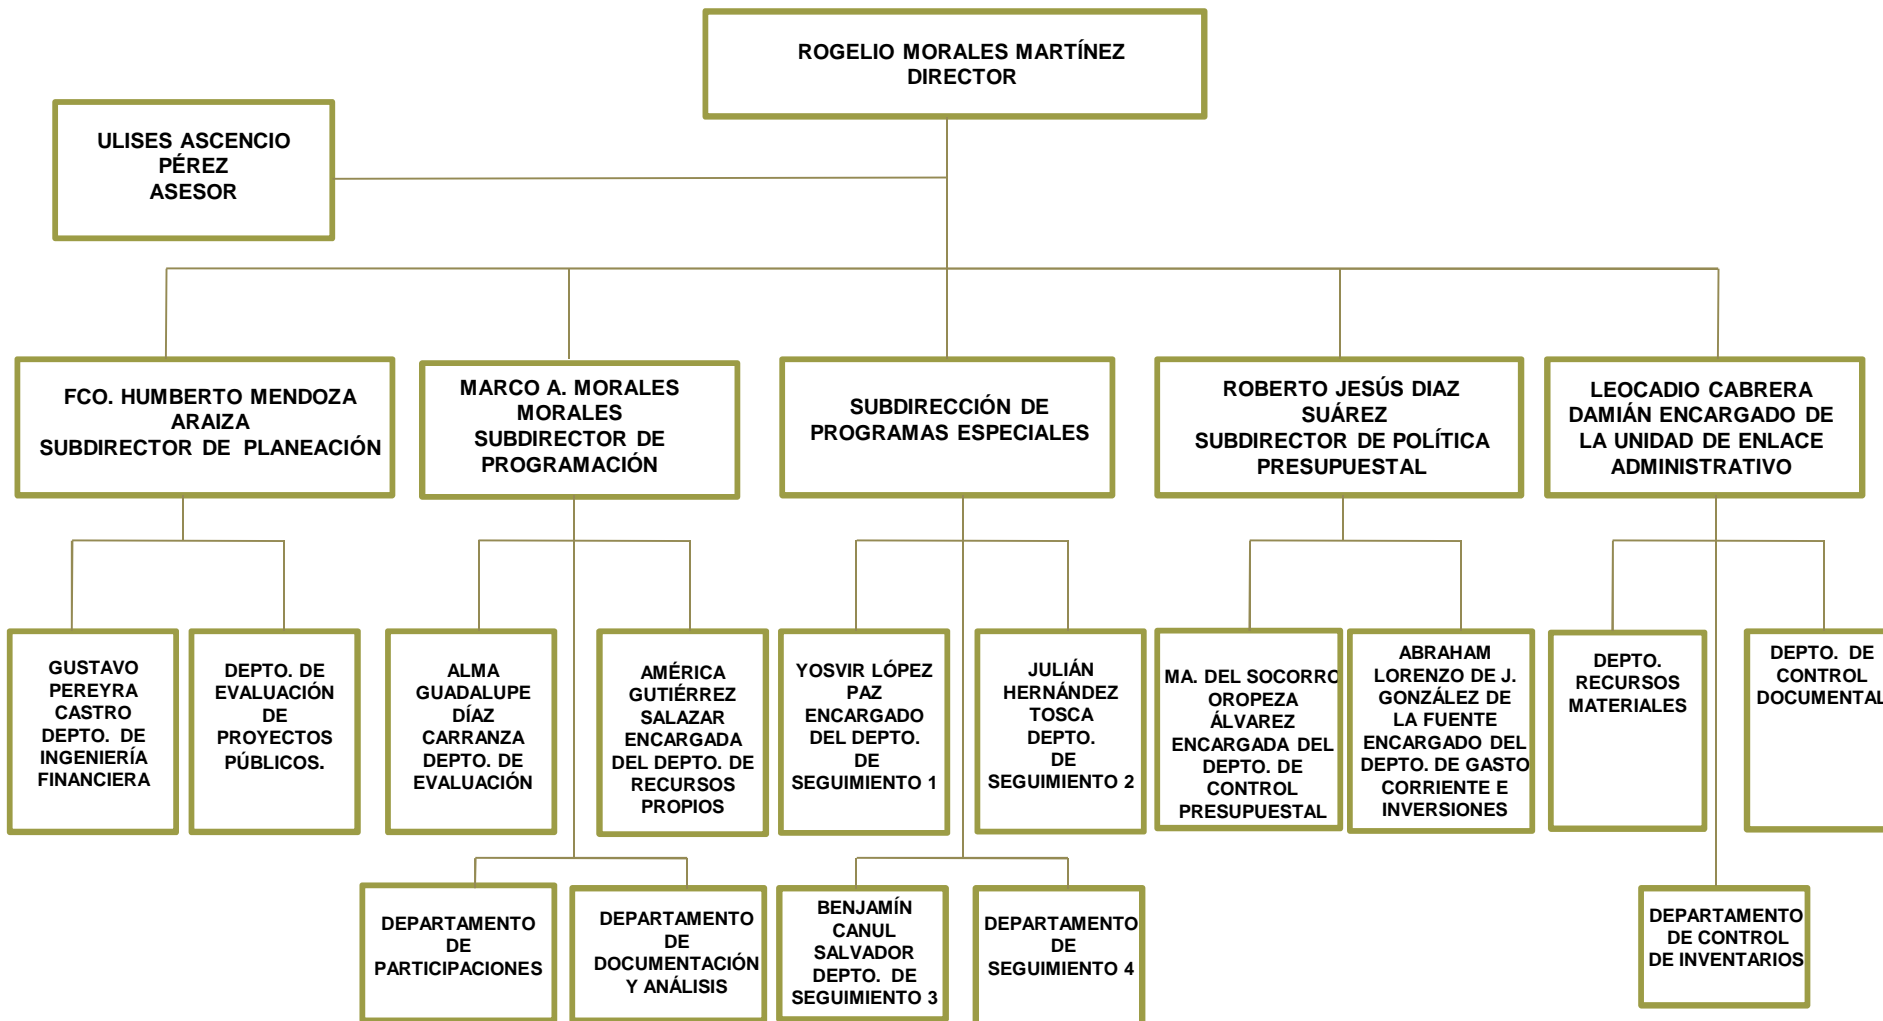 ROGELIO MORALES MARTÍNEZ
DIRECTOR
ULISES ASCENCIO
PÉREZ
ASESOR
FCO. HUMBERTO MENDOZA
ARAIZA
SUBDIRECTOR DE PLANEACIÓN
MARCO A. MORALES
MORALES
SUBDIRECTOR DE
PROGRAMACIÓN
SUBDIRECCIÓN DE
PROGRAMAS ESPECIALES
ROBERTO JESÚS DIAZ
SUÁREZ
SUBDIRECTOR DE POLÍTICA
PRESUPUESTAL
LEOCADIO CABRERA
DAMIÁN ENCARGADO DE
LA UNIDAD DE ENLACE
ADMINISTRATIVO
GUSTAVO
PEREYRA
CASTRO
DEPTO. DE
INGENIERÍA
FINANCIERA
DEPTO. DE
EVALUACIÓN
DE
PROYECTOS
PÚBLICOS.
ALMA
GUADALUPE
DÍAZ
CARRANZA
DEPTO. DE
EVALUACIÓN
AMÉRICA
GUTIÉRREZ
SALAZAR
ENCARGADA
DEL DEPTO. DE
RECURSOS
PROPIOS
YOSVIR LÓPEZ
PAZ
ENCARGADO
DEL DEPTO.
DE
SEGUIMIENTO 1
JULIÁN
HERNÁNDEZ
TOSCA
DEPTO.
DE
SEGUIMIENTO 2
MA. DEL SOCORRO
OROPEZA
ÁLVAREZ
ENCARGADA DEL
DEPTO. DE
CONTROL
PRESUPUESTAL
ABRAHAM
LORENZO DE J.
GONZÁLEZ DE
LA FUENTE
ENCARGADO DEL
DEPTO. DE GASTO
CORRIENTE E
INVERSIONES
DEPTO.
RECURSOS
MATERIALES
DEPTO. DE
CONTROL
DOCUMENTAL
DEPARTAMENTO
DE
PARTICIPACIONES
DEPARTAMENTO
DE
DOCUMENTACIÓN
Y ANÁLISIS
BENJAMÍN
CANUL
SALVADOR
DEPTO. DE
SEGUIMIENTO 3
DEPARTAMENTO
DE
SEGUIMIENTO 4
DEPARTAMENTO
DE CONTROL
DE INVENTARIOS